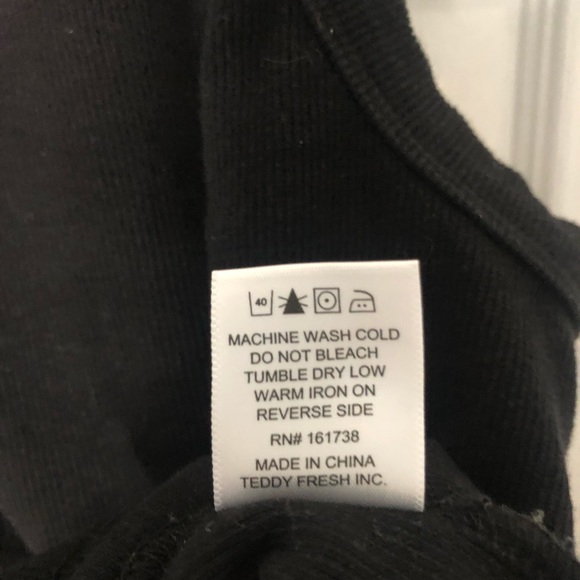 40
MACHINE WASH COLD
DO NOT BLEACH
TUMBLE DRY LOW
WARM IRON ON
REVERSE SIDE
RN# 161738
MADE IN CHINA
TEDDY FRESH INC.